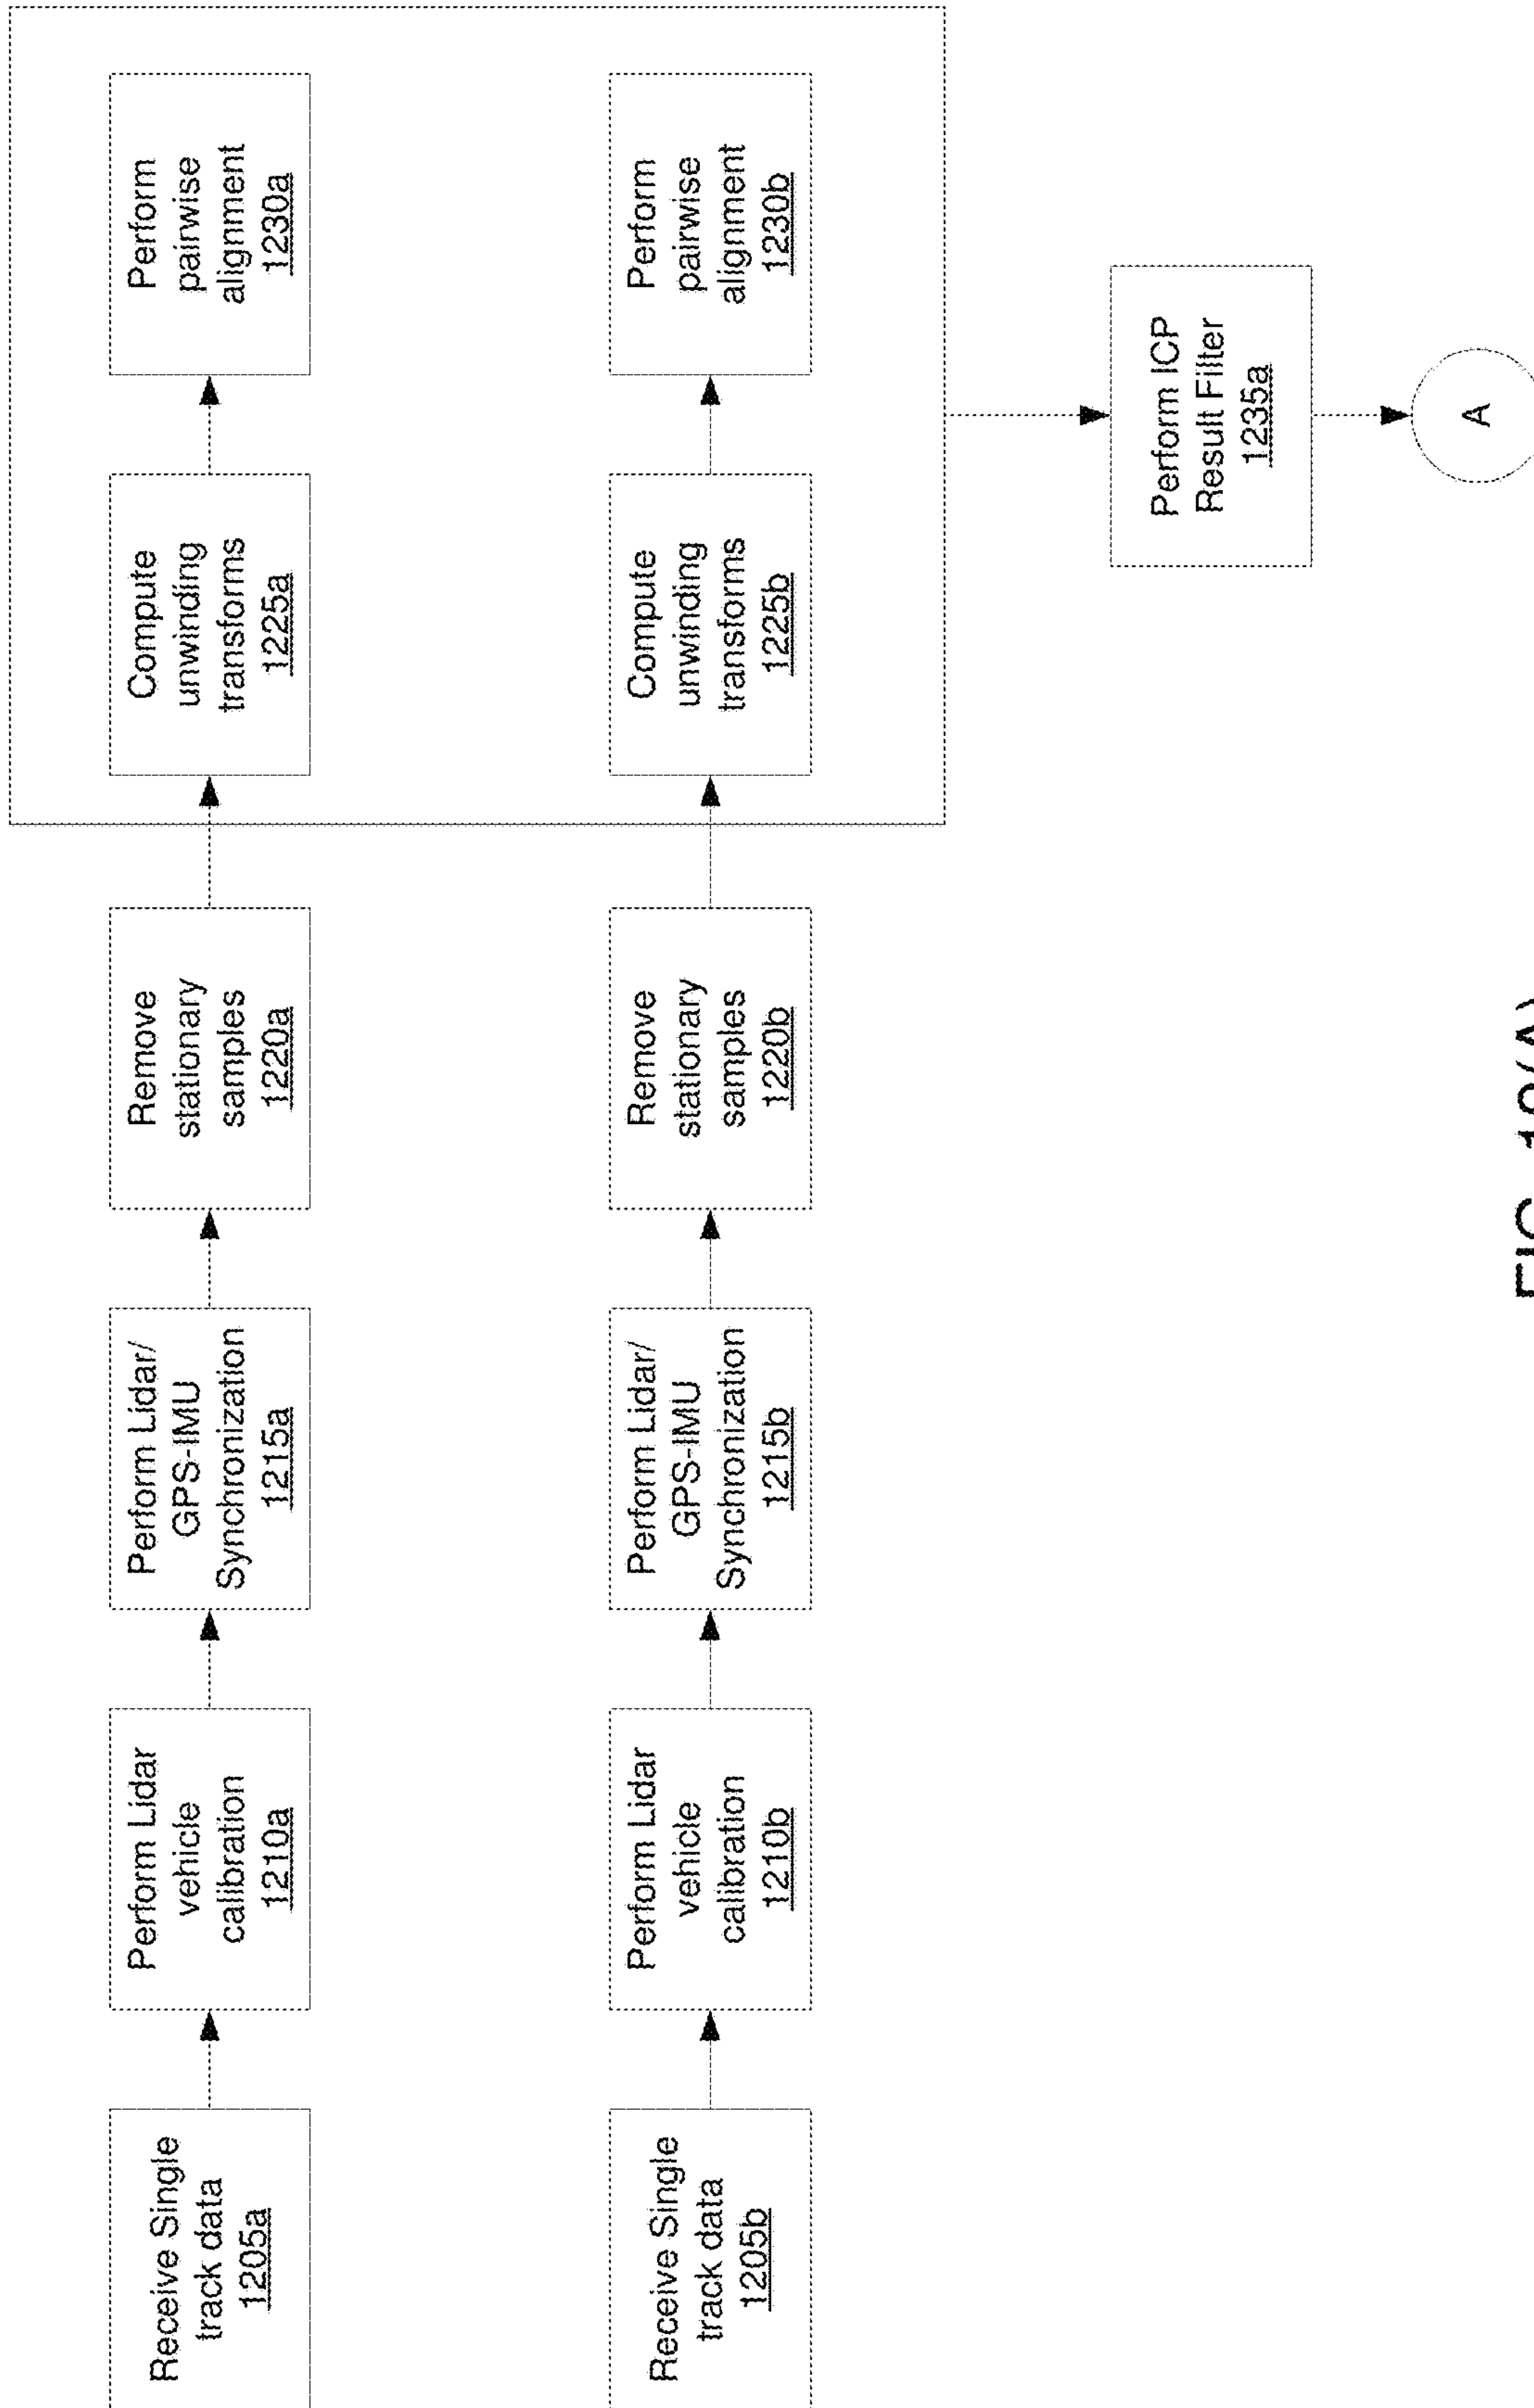 Receive Single
track data
1205a
Perform Lidar
vehicle
calibration
1210a
Perform Lidar/
GPS-IMU
Synchronization
1215a
Remove
stationary
samples
1220a
Compute
unwinding
transforms
1225a
Perform
pairwise
alignment
1230a
Receive Single
track data
1205b
Perform Lidar
vehicle
calibration
1210b
Perform Lidar/
GPS-IMU
Synchronization
1215b
Remove
stationary
samples
1220b
Compute
unwinding
transforms
1225b
Perform
pairwise
alignment
1230b
Perform ICP
Result Filter
1235a
A